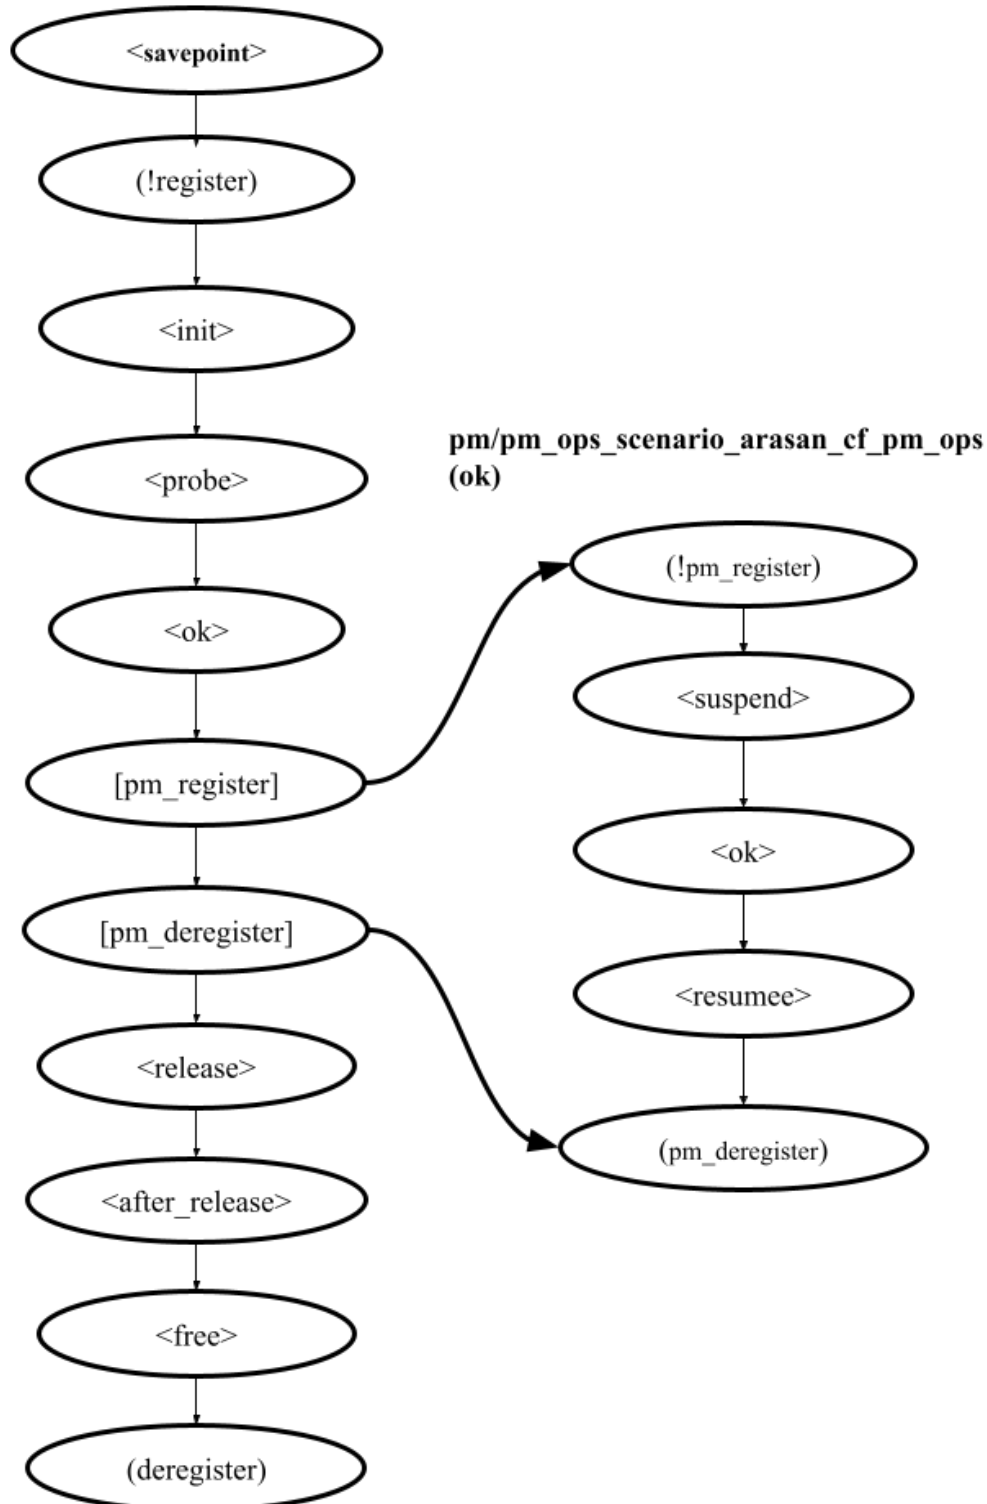 <savepoint>
(!register)
<init>
<probe>
<ok>
[pm_register]
[pm_deregister]
<release>
<after_release>
<free>
(deregister)
pm/pm_ops_scenario_arasan_cf_pm_ops
(ok)
(!pm_register)
<suspend>
<ok>
<resumee>
(pm_deregister)